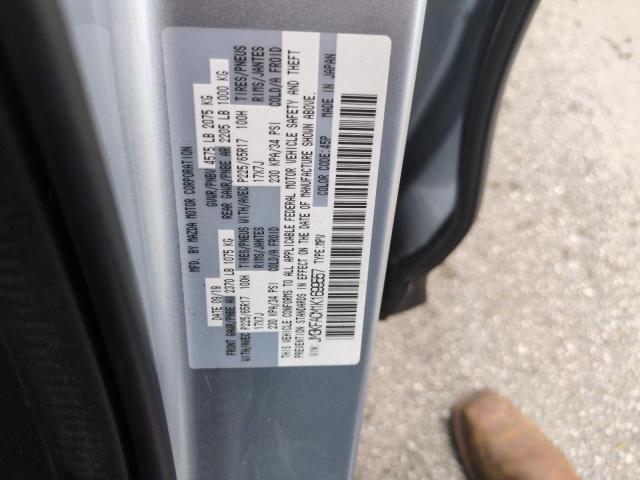 MFD. BY MAZDA MOTOR CORPORATION
DATE 09/19 GVWR/PNBV 4575 LB 2075 KG
FRONT GAWR/PNBE AV 2370 LB 1075 KG REAR GAWR/PNBE AR 2205 LB 1000 KG
WITH/AVEC P225/65R17 100H TIRES/PNEUS WITH/AVEC P225/65R17 100H TIRES/PNEUS
17X7J RIMS/JANTES 17X7J RIMS/JANTES
230 KPA/34 PSI COLD/A FROID 230 KPA/34 PSI COLD/A FROID
THIS VEHICLE CONFORMS TO ALL APPLICABLE FEDERAL MOTOR VEHICLE SAFETY AND THEFT
PREVENTION STANDARDS IN EFFECT ON THE DATE OF MANUFACTURE SHOWN ABOVE.
VIN: TYPE:MPV COLOR CODE:45P MADE IN JAPAN